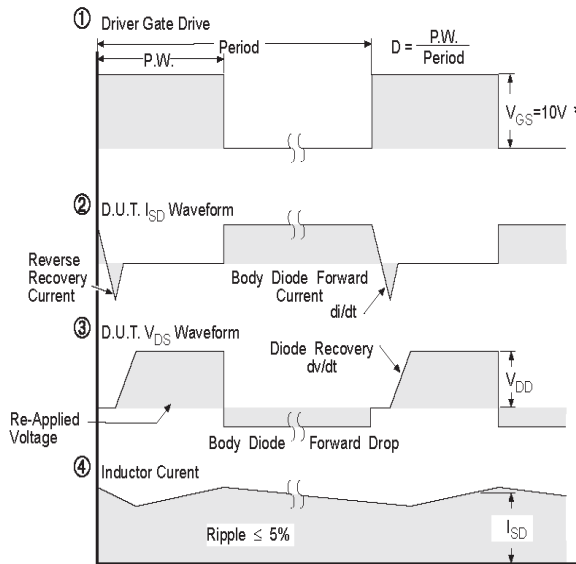 ① Driver Gate Drive
Period
P.W.
D = P.W.
Period
V_GS=10V *
② D.U.T. I_SD Waveform
Reverse
Recovery
Current
Body Diode Forward
Current
di/dt
③ D.U.T. V_DS Waveform
Diode Recovery
dv/dt
V_DD
Re-Applied
Voltage
Body Diode Forward Drop
④ Inductor Curent
Ripple ≤ 5%
I_SD